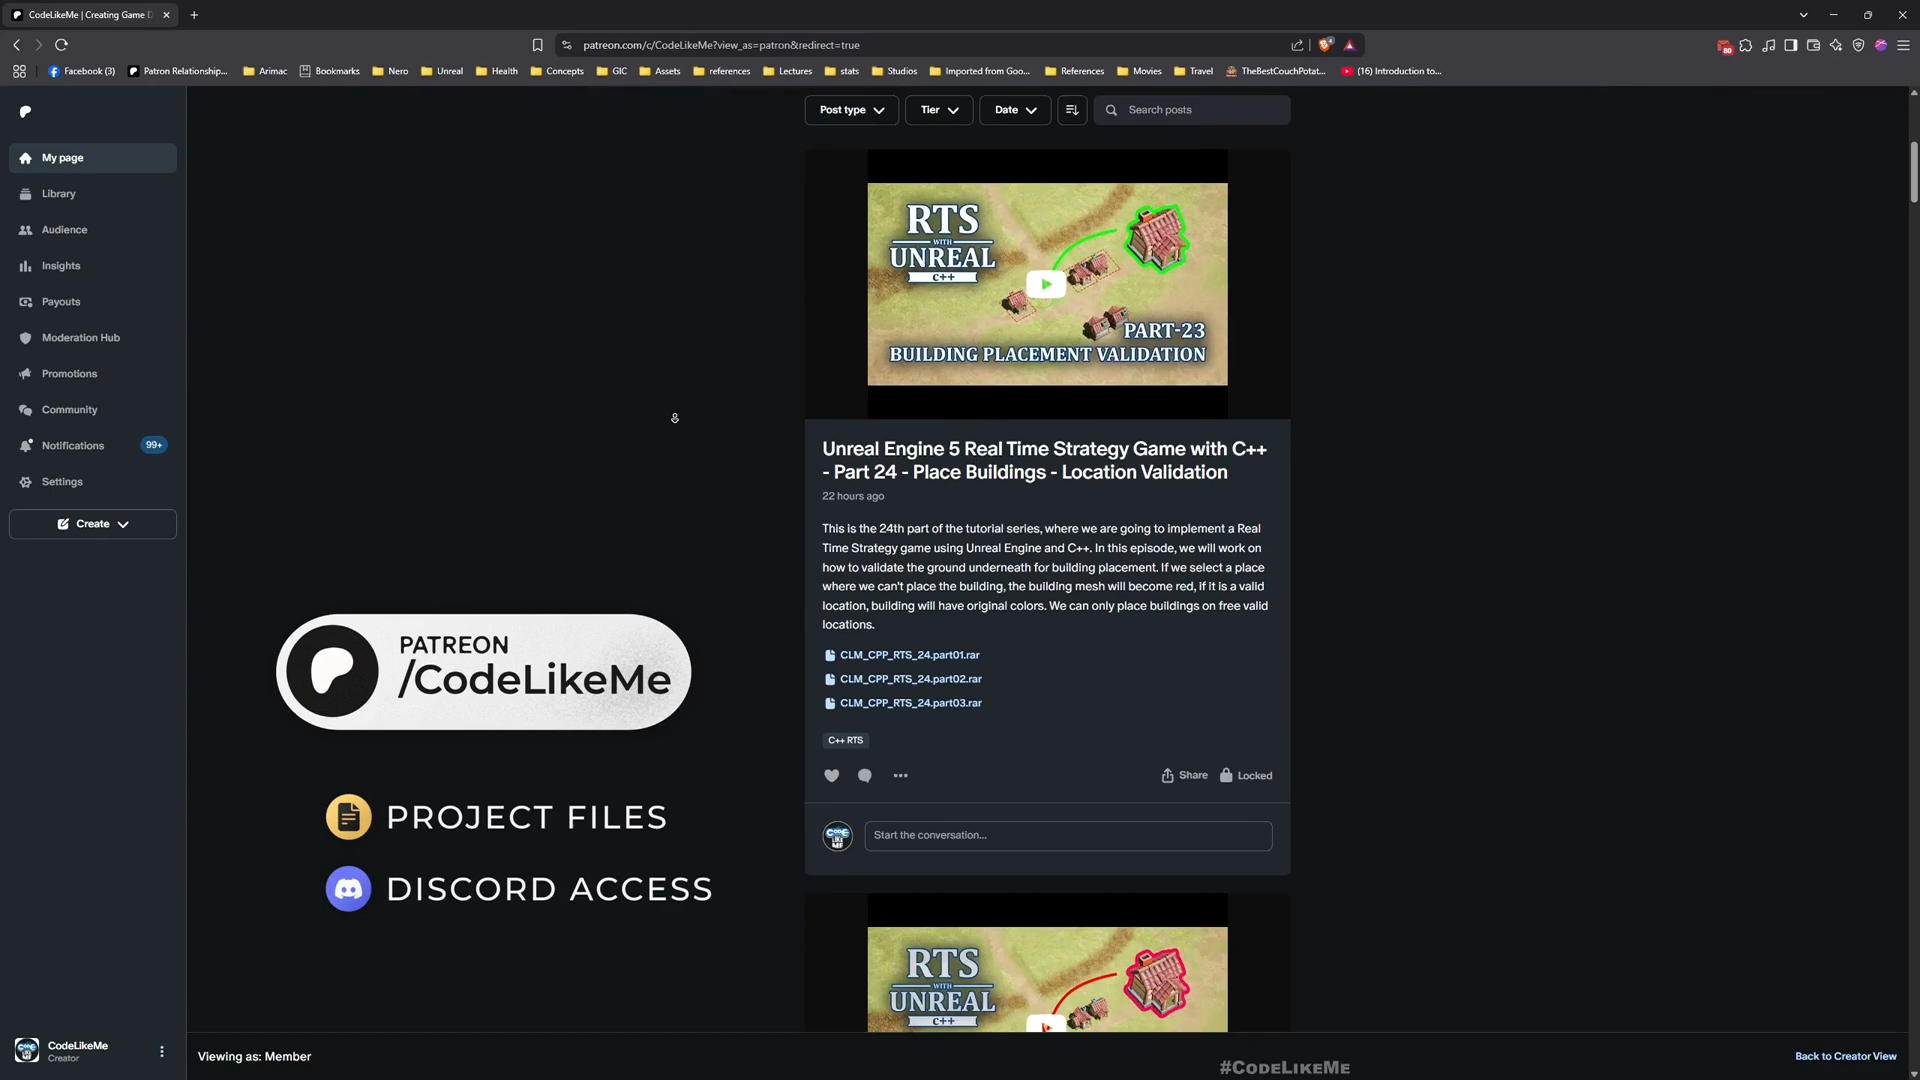 CodeLikeMe | Creating Game D
patreon.com/c/CodeLikeMe?view_as=patron&redirect=true
80
4
Facebook (3)
Patron Relationship...
Arimac
Bookmarks
Nero
Unreal
Health
Concepts
GIC
Assets
references
Lectures
stats
Studios
Imported from Goo...
References
Movies
Travel
TheBestCouchPotat...
(16) Introduction to...
My page
Library
Audience
Insights
Payouts
Moderation Hub
Promotions
Community
Notifications
99+
Settings
Create
Post type
Tier
Date
Search posts
RTS
WITH
UNREAL
C++
PART-23
BUILDING PLACEMENT VALIDATION
Unreal Engine 5 Real Time Strategy Game with C++
- Part 24 - Place Buildings - Location Validation
22 hours ago
This is the 24th part of the tutorial series, where we are going to implement a Real
Time Strategy game using Unreal Engine and C++. In this episode, we will work on
how to validate the ground underneath for building placement. If we select a place
where we can't place the building, the building mesh will become red, if it is a valid
location, building will have original colors. We can only place buildings on free valid
locations.
CLM_CPP_RTS_24.part01.rar
CLM_CPP_RTS_24.part02.rar
CLM_CPP_RTS_24.part03.rar
C++ RTS
Share
Locked
CODE
LIKE
ME
Start the conversation...
RTS
WITH
UNREAL
C++
PATREON
/CodeLikeMe
PROJECT FILES
DISCORD ACCESS
CodeLikeMe
Creator
Viewing as: Member
#CODELIKEME
Back to Creator View